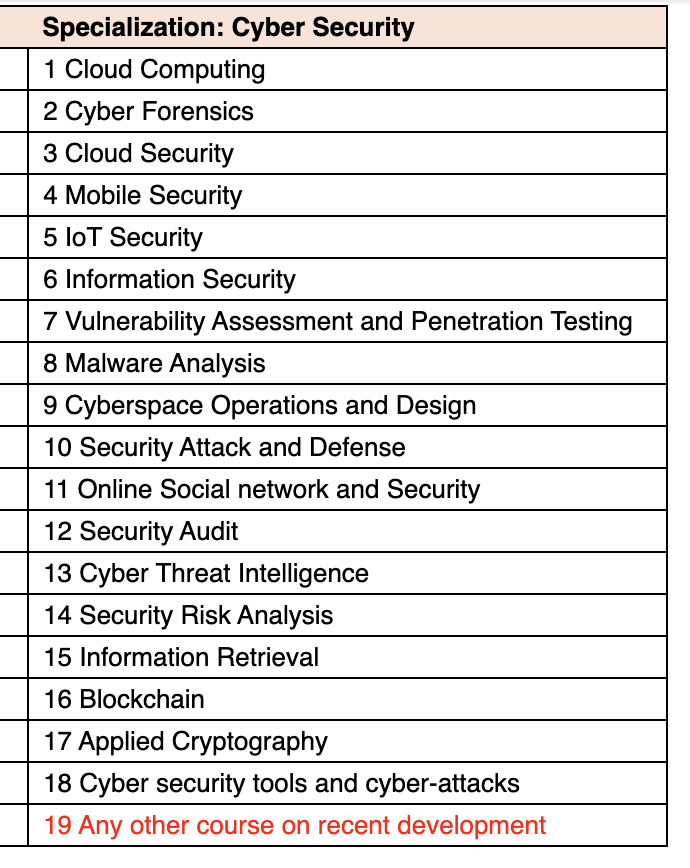 Specialization: Cyber Security
1 Cloud Computing
2 Cyber Forensics
3 Cloud Security
4 Mobile Security
5 IoT Security
6 Information Security
7 Vulnerability Assessment and Penetration Testing
8 Malware Analysis
9 Cyberspace Operations and Design
10 Security Attack and Defense
11 Online Social network and Security
12 Security Audit
13 Cyber Threat Intelligence
14 Security Risk Analysis
15 Information Retrieval
16 Blockchain
17 Applied Cryptography
18 Cyber security tools and cyber-attacks
19 Any other course on recent development